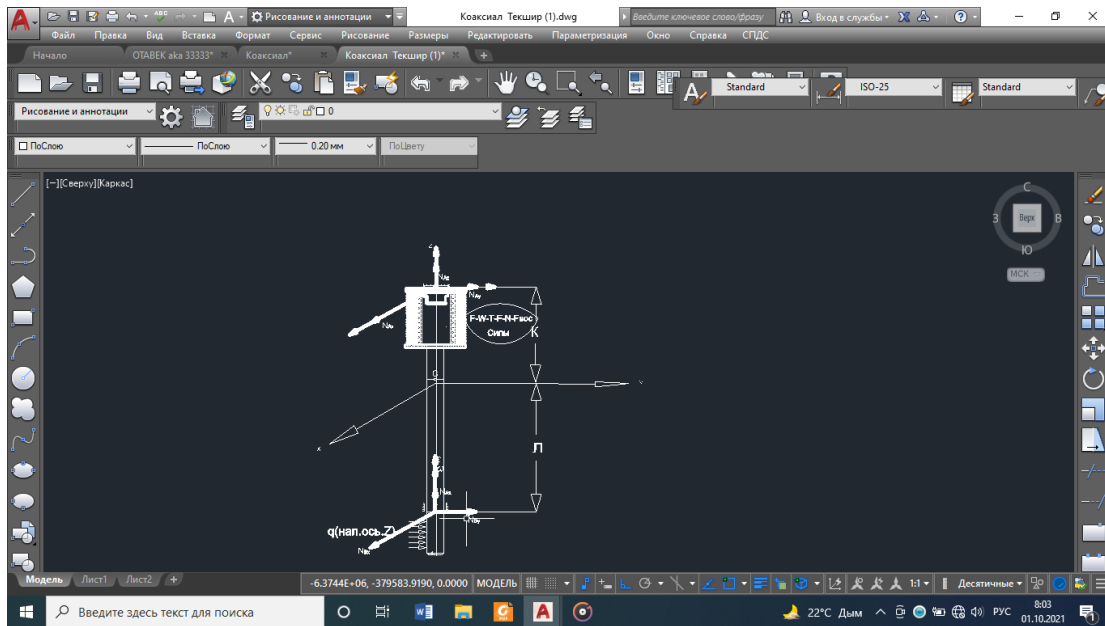 Рисование и аннотации
Коаксиал Текшир (1).dwg
Введите ключевое слово/фразу
Вход в службы
Файл Правка Вид Вставка Формат Сервис Рисование Размеры Редактировать Параметризация Окно Справка СПДС
Начало
OTABEK aka 33333*
Коаксиал*
Коаксиал Текшир (1)*
Standard
ISO-25
Standard
Рисование и аннотации
0
ПоСлою
ПоСлою
0.20 мм
ПоЦвету
[−][Сверху][Каркас]
С
З Верх В
Ю
МСК
Z
F-W-T-F-N-Fвос
Силы
К
Y
X
Л
q(нап.ось.Z)
Модель Лист1 Лист2 +
-6.3744E+06, -379583.9190, 0.0000 МОДЕЛЬ
1:1
Десятичные
Введите здесь текст для поиска
22°C Дым
РУС
8:03
01.10.2021